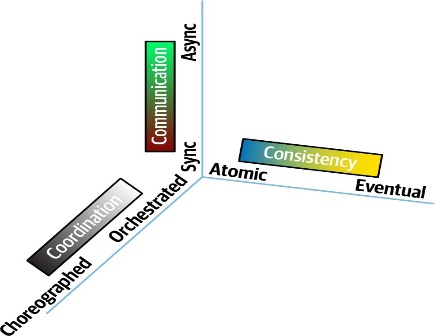 Async
Communication
Sync
Consistency
Atomic
Eventual
Orchestrated
Coordination
Choreographed